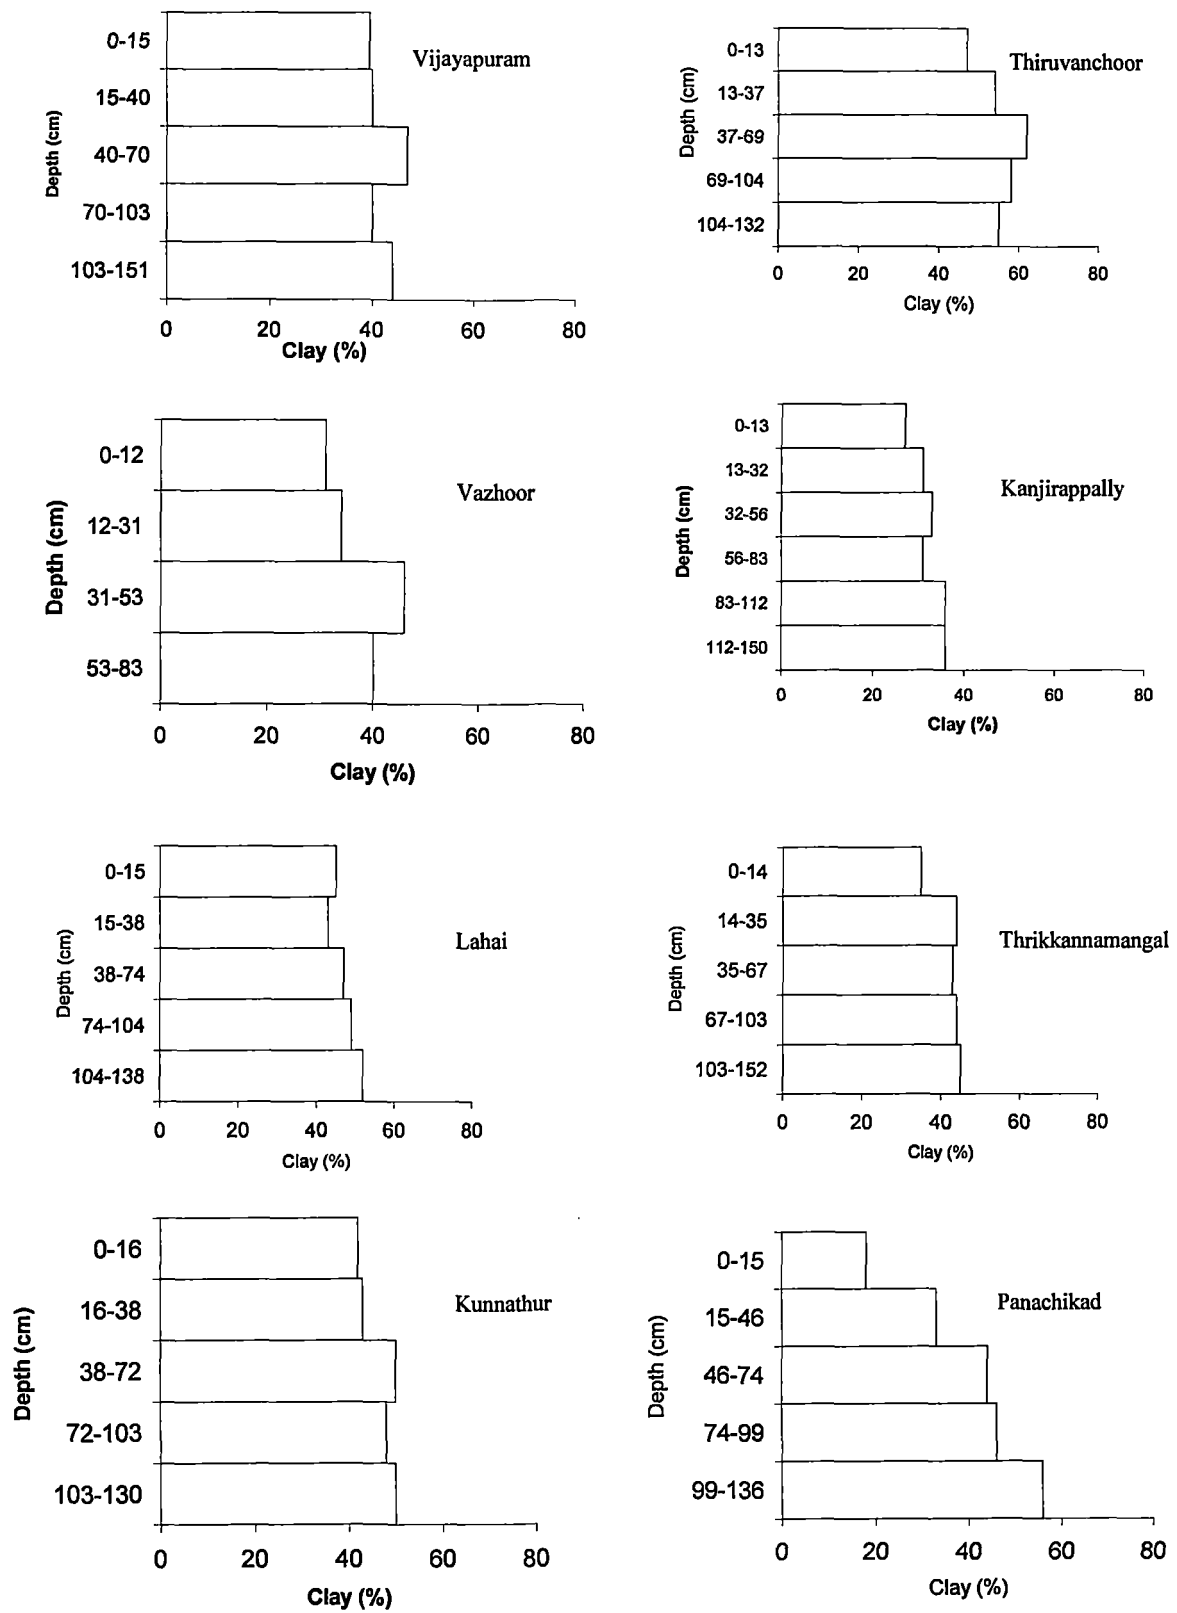 Vijayapuram
Depth (cm)
0-15
15-40
40-70
70-103
103-151
0 20 40 60 80
Clay (%)
Thiruvanchoor
Depth (cm)
0-13
13-37
37-69
69-104
104-132
0 20 40 60 80
Clay (%)
Vazhoor
Depth (cm)
0-12
12-31
31-53
53-83
0 20 40 60 80
Clay (%)
Kanjirappally
Depth (cm)
0-13
13-32
32-56
56-83
83-112
112-150
0 20 40 60 80
Clay (%)
Lahai
Depth (cm)
0-15
15-38
38-74
74-104
104-138
0 20 40 60 80
Clay (%)
Thrikkannamangal
Depth (cm)
0-14
14-35
35-67
67-103
103-152
0 20 40 60 80
Clay (%)
Kunnathur
Depth (cm)
0-16
16-38
38-72
72-103
103-130
0 20 40 60 80
Clay (%)
Panachikad
Depth (cm)
0-15
15-46
46-74
74-99
99-136
0 20 40 60 80
Clay (%)